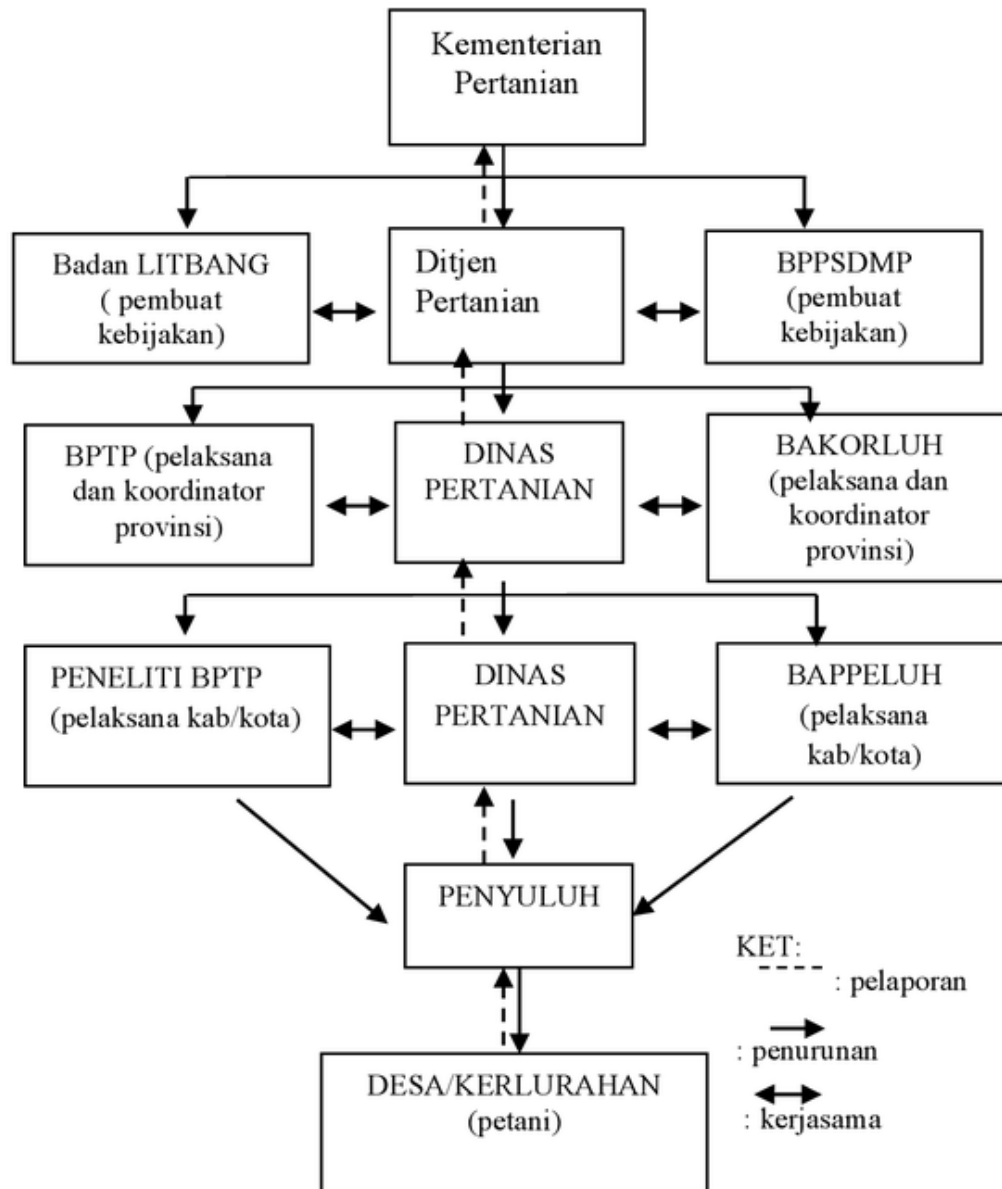 Kementerian
Pertanian
Badan LITBANG
( pembuat
kebijakan)
Ditjen
Pertanian
BPPSDMP
(pembuat
kebijakan)
BPTP (pelaksana
dan koordinator
provinsi)
DINAS
PERTANIAN
BAKORLUH
(pelaksana dan
koordinator
provinsi)
PENELITI BPTP
(pelaksana kab/kota)
DINAS
PERTANIAN
BAPPELUH
(pelaksana
kab/kota)
PENYULUH
KET:
: pelaporan
: penurunan
: kerjasama
DESA/KERLURAHAN
(petani)